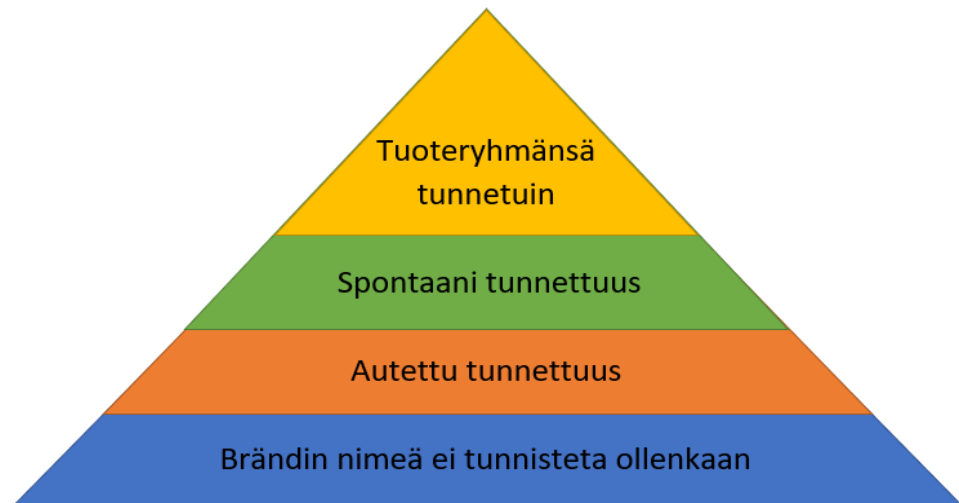 Tuoteryhmänsä
tunnetuin
Spontaani tunnettuus
Autettu tunnettuus
Brändin nimeä ei tunnisteta ollenkaan